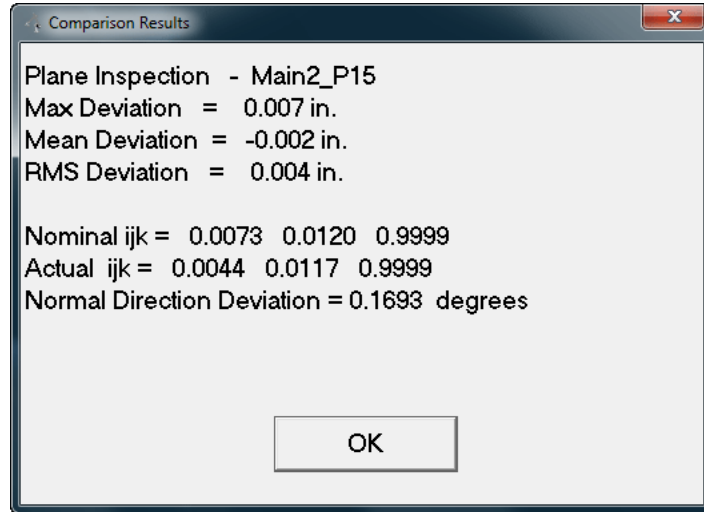 Comparison Results
Plane Inspection - Main2_P15
Max Deviation = 0.007 in.
Mean Deviation = -0.002 in.
RMS Deviation = 0.004 in.
Nominal ijk = 0.0073 0.0120 0.9999
Actual ijk = 0.0044 0.0117 0.9999
Normal Direction Deviation = 0.1693 degrees
OK